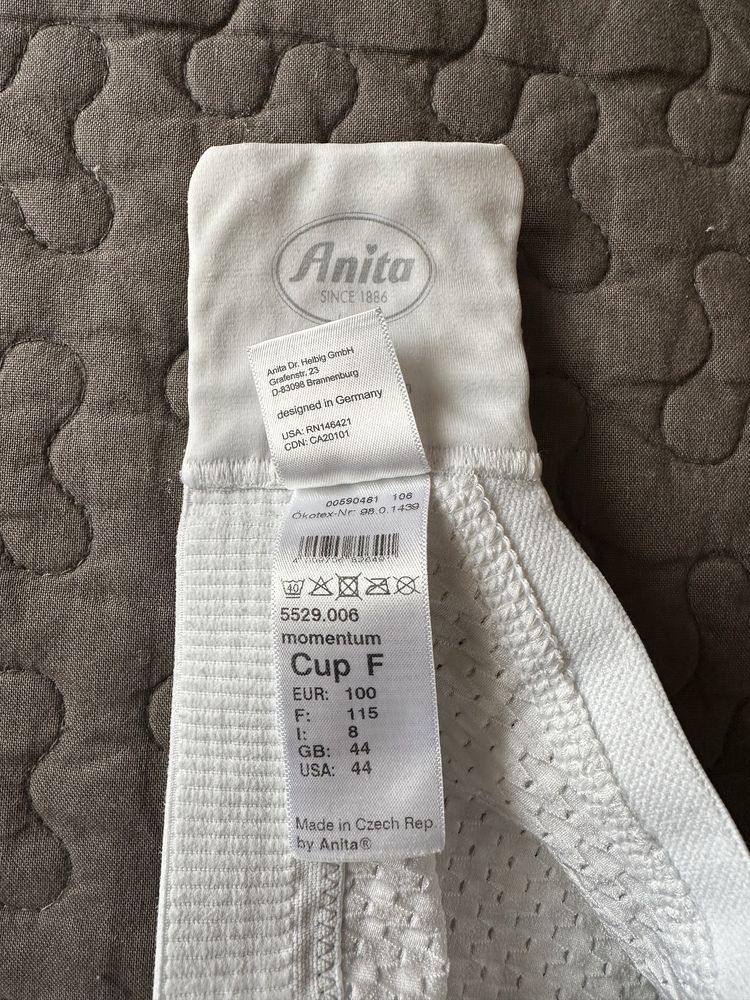 Anita
SINCE 1886
Anita Dr. Helbig GmbH
Grafenstr. 23
D-83098 Brannenburg
designed in Germany
USA: RN146421
CDN: CA20101
00590481 106
Ökotex-Nr: 98.0.1439
40
5529.006
momentum
Cup F
EUR: 100
F: 115
I: 8
GB: 44
USA: 44
Made in Czech Rep.
by Anita®